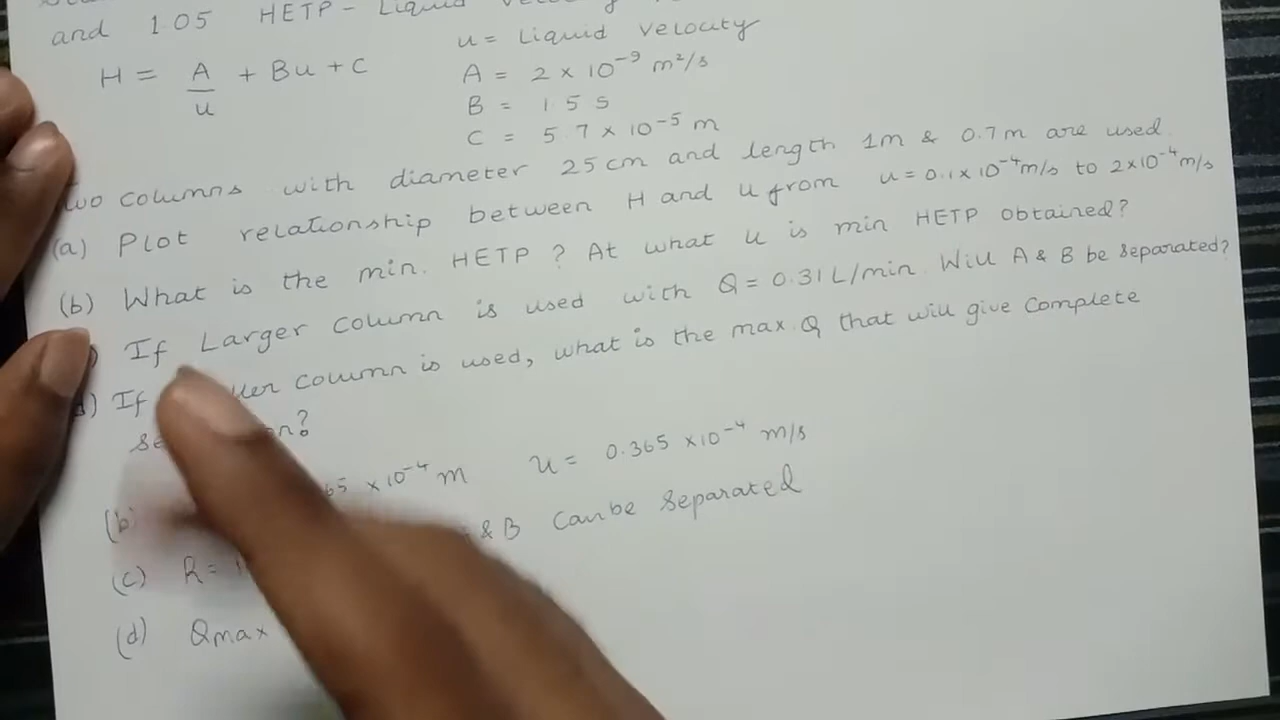 and 1.05 HETP - Liquid
H = A/u + Bu + C
u = Liquid velocity
A = 2 × 10⁻⁹ m²/s
B = 1.5 s
C = 5.7 × 10⁻⁵ m
Two columns with diameter 25 cm and length 1m & 0.7m are used.
(a) Plot relationship between H and u from u = 0.1×10⁻⁴ m/s to 2×10⁻⁴ m/s
(b) What is the min. HETP ? At what u is min HETP obtained?
) If Larger column is used with Q = 0.31 L/min. Will A & B be separated?
) If column is used, what is the max. Q that will give complete
(b) 65 × 10⁻⁴ m u = 0.365 × 10⁻⁴ m/s
(c) R = & B can be separated
(d) Qmax